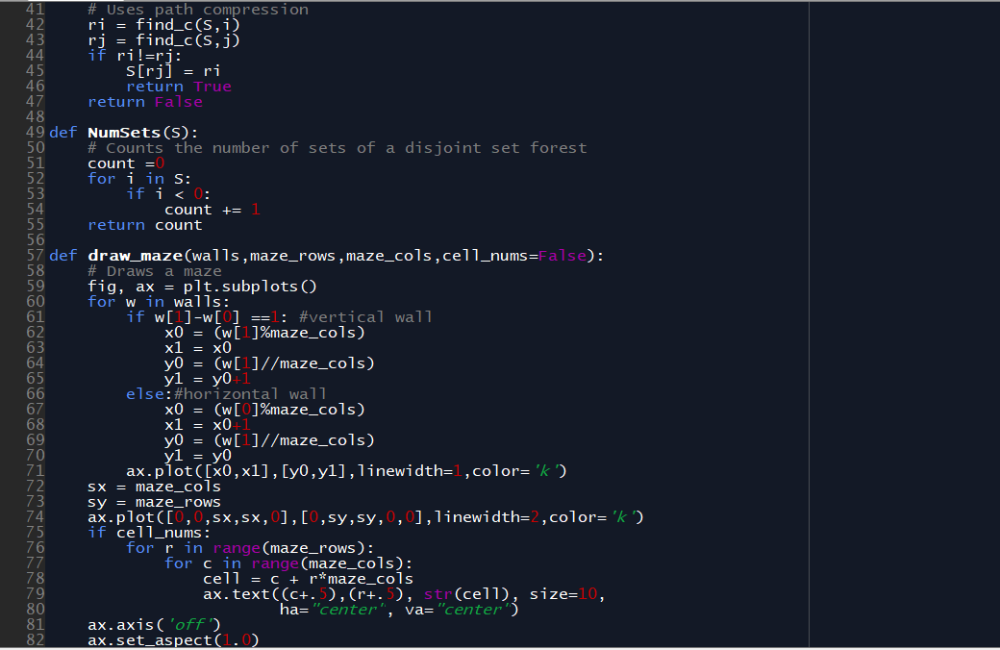 41     # Uses path compression
42     ri = find_c(S,i)
43     rj = find_c(S,j)
44     if ri!=rj:
45         S[rj] = ri
46         return True
47     return False
48
49 def NumSets(S):
50     # Counts the number of sets of a disjoint set forest
51     count =0
52     for i in S:
53         if i < 0:
54             count += 1
55     return count
56
57 def draw_maze(walls,maze_rows,maze_cols,cell_nums=False):
58     # Draws a maze
59     fig, ax = plt.subplots()
60     for w in walls:
61         if w[1]-w[0] ==1: #vertical wall
62             x0 = (w[1]%maze_cols)
63             x1 = x0
64             y0 = (w[1]//maze_cols)
65             y1 = y0+1
66         else:#horizontal wall
67             x0 = (w[0]%maze_cols)
68             x1 = x0+1
69             y0 = (w[1]//maze_cols)
70             y1 = y0
71         ax.plot([x0,x1],[y0,y1],linewidth=1,color='k')
72     sx = maze_cols
73     sy = maze_rows
74     ax.plot([0,0,sx,sx,0],[0,sy,sy,0,0],linewidth=2,color='k')
75     if cell_nums:
76         for r in range(maze_rows):
77             for c in range(maze_cols):
78                 cell = c + r*maze_cols
79                 ax.text((c+.5),(r+.5), str(cell), size=10,
80                         ha="center", va="center")
81     ax.axis('off')
82     ax.set_aspect(1.0)